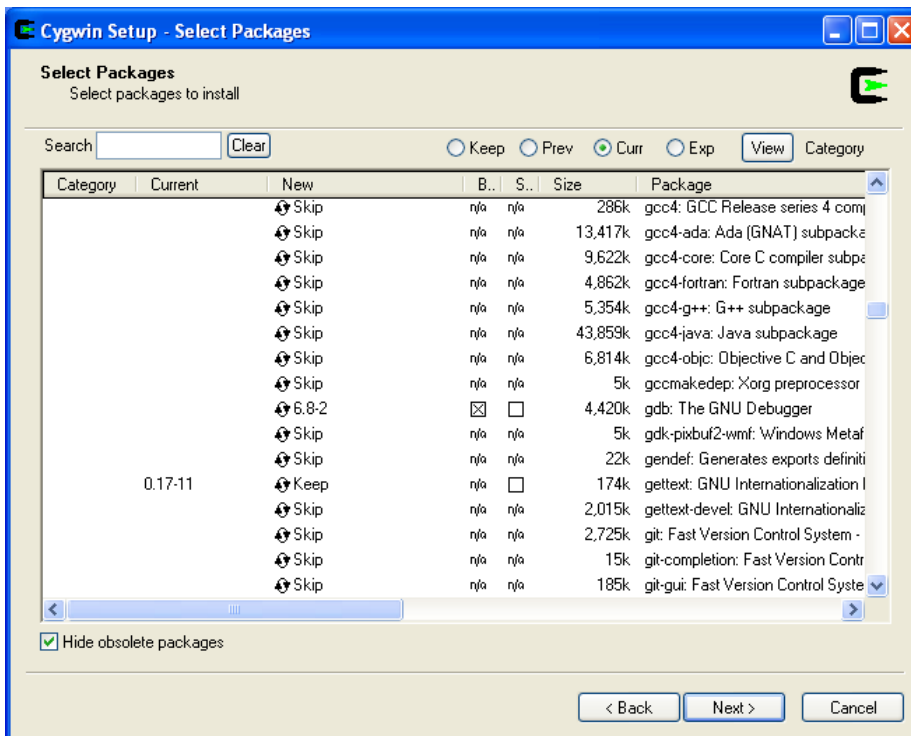 Cygwin Setup - Select Packages
Select Packages
Select packages to install
Search Clear Keep Prev Curr Exp View Category
Category Current New B.. S.. Size Package
Skip n/a n/a 286k gcc4: GCC Release series 4 com
Skip n/a n/a 13,417k gcc4-ada: Ada (GNAT) subpacka
Skip n/a n/a 9,622k gcc4-core: Core C compiler subpa
Skip n/a n/a 4,862k gcc4-fortran: Fortran subpackage
Skip n/a n/a 5,354k gcc4-g++: G++ subpackage
Skip n/a n/a 43,859k gcc4-java: Java subpackage
Skip n/a n/a 6,814k gcc4-objc: Objective C and Objec
Skip n/a n/a 5k gccmakedep: Xorg preprocessor
6.8-2 4,420k gdb: The GNU Debugger
Skip n/a n/a 5k gdk-pixbuf2-wmf: Windows Metaf
Skip n/a n/a 22k gendef: Generates exports definiti
0.17-11 Keep n/a 174k gettext: GNU Internationalization
Skip n/a n/a 2,015k gettext-devel: GNU Internationaliz
Skip n/a n/a 2,725k git: Fast Version Control System -
Skip n/a n/a 15k git-completion: Fast Version Contr
Skip n/a n/a 185k git-gui: Fast Version Control Syste
Hide obsolete packages
< Back Next > Cancel